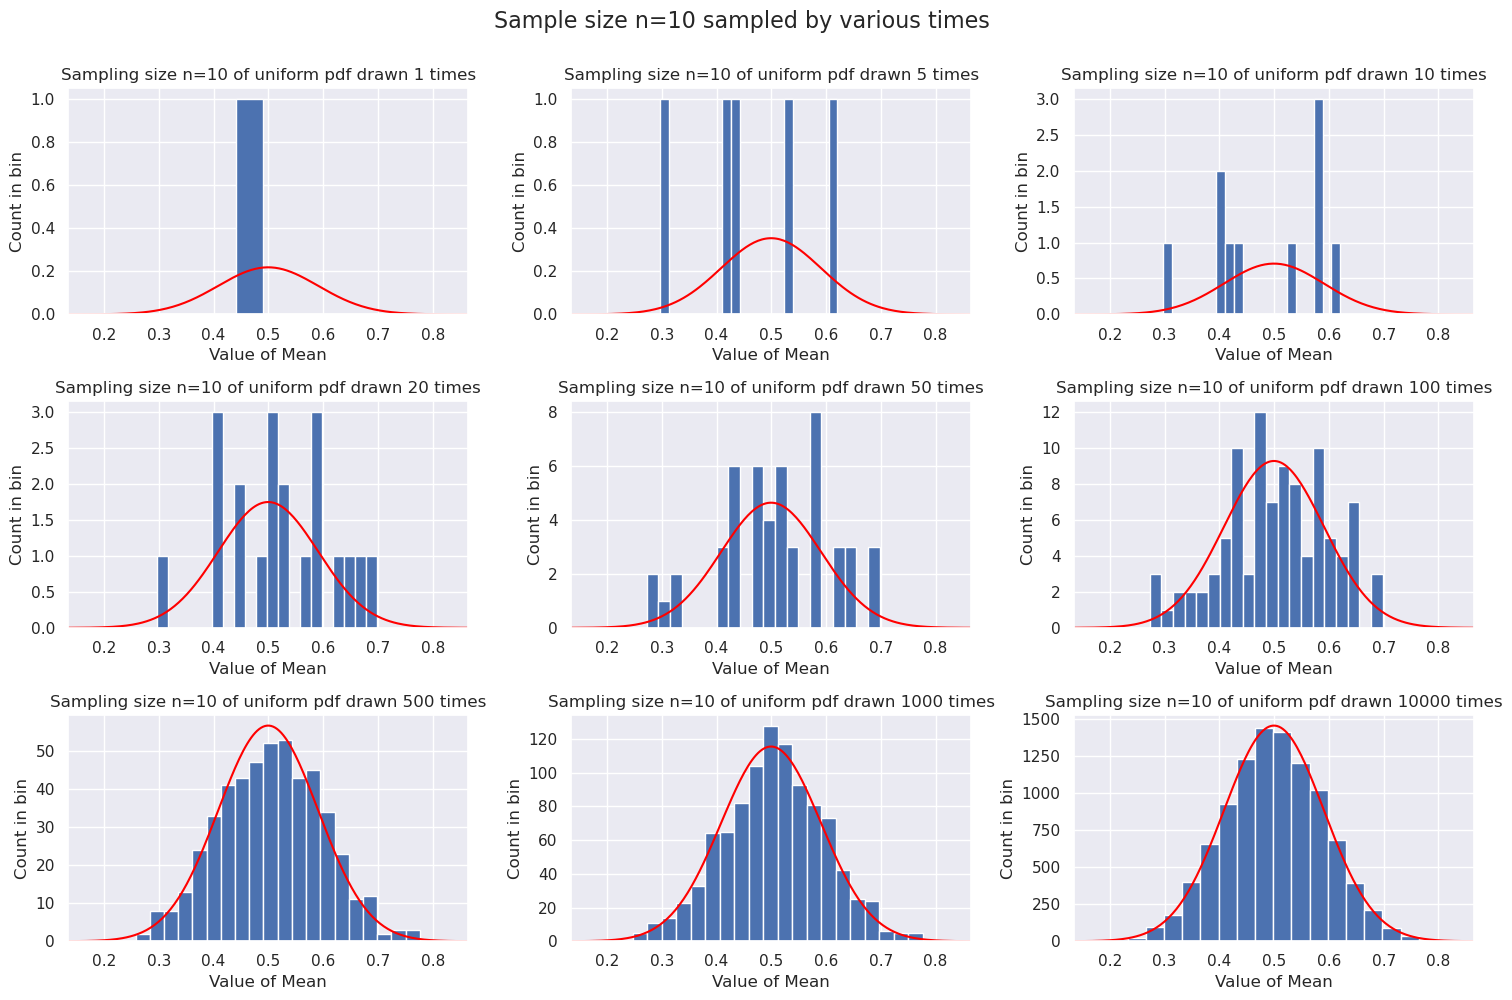 Sample size n=10 sampled by various times
Sampling size n=10 of uniform pdf drawn 1 times
1.0
0.8
0.6
0.4
0.2
0.0
Count in bin
0.2 0.3 0.4 0.5 0.6 0.7 0.8
Value of Mean
Sampling size n=10 of uniform pdf drawn 5 times
1.0
0.8
0.6
0.4
0.2
0.0
Count in bin
0.2 0.3 0.4 0.5 0.6 0.7 0.8
Value of Mean
Sampling size n=10 of uniform pdf drawn 10 times
3.0
2.5
2.0
1.5
1.0
0.5
0.0
Count in bin
0.2 0.3 0.4 0.5 0.6 0.7 0.8
Value of Mean
Sampling size n=10 of uniform pdf drawn 20 times
3.0
2.5
2.0
1.5
1.0
0.5
0.0
Count in bin
0.2 0.3 0.4 0.5 0.6 0.7 0.8
Value of Mean
Sampling size n=10 of uniform pdf drawn 50 times
8
6
4
2
0
Count in bin
0.2 0.3 0.4 0.5 0.6 0.7 0.8
Value of Mean
Sampling size n=10 of uniform pdf drawn 100 times
12
10
8
6
4
2
0
Count in bin
0.2 0.3 0.4 0.5 0.6 0.7 0.8
Value of Mean
Sampling size n=10 of uniform pdf drawn 500 times
50
40
30
20
10
0
Count in bin
0.2 0.3 0.4 0.5 0.6 0.7 0.8
Value of Mean
Sampling size n=10 of uniform pdf drawn 1000 times
120
100
80
60
40
20
0
Count in bin
0.2 0.3 0.4 0.5 0.6 0.7 0.8
Value of Mean
Sampling size n=10 of uniform pdf drawn 10000 times
1500
1250
1000
750
500
250
0
Count in bin
0.2 0.3 0.4 0.5 0.6 0.7 0.8
Value of Mean